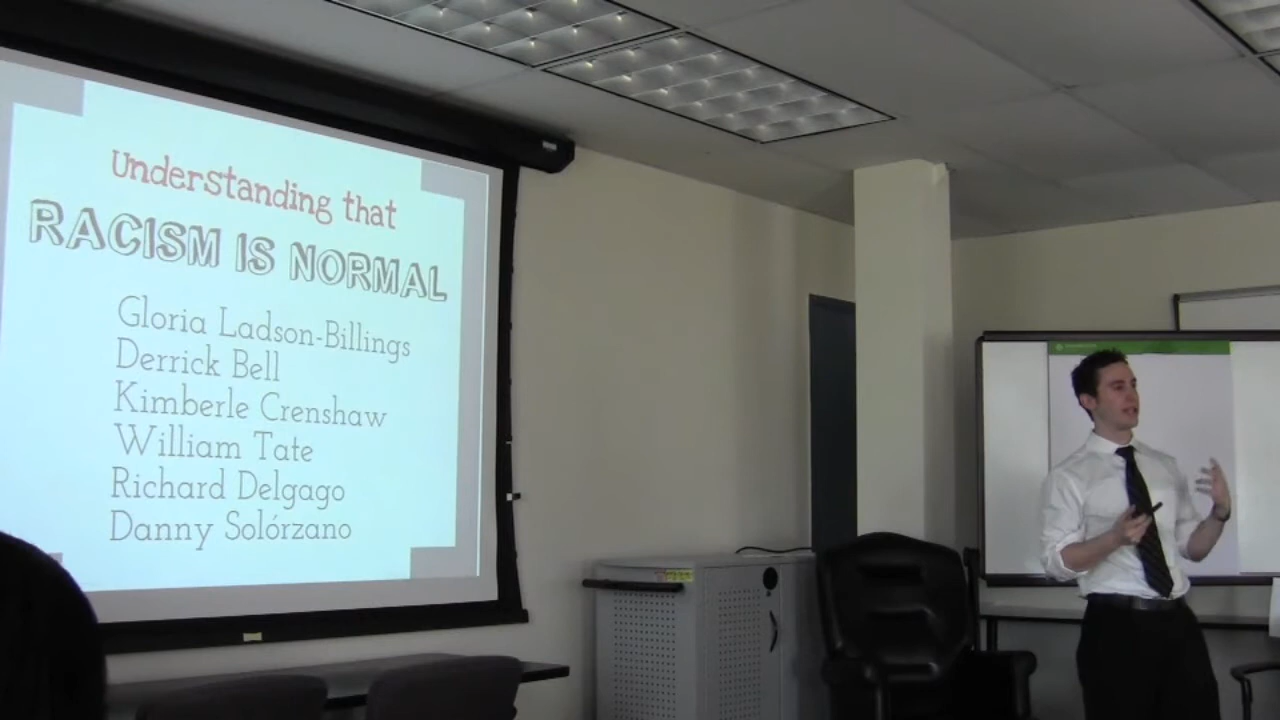 Understanding that
RACISM IS NORMAL
Gloria Ladson-Billings
Derrick Bell
Kimberle Crenshaw
William Tate
Richard Delgago
Danny Solórzano